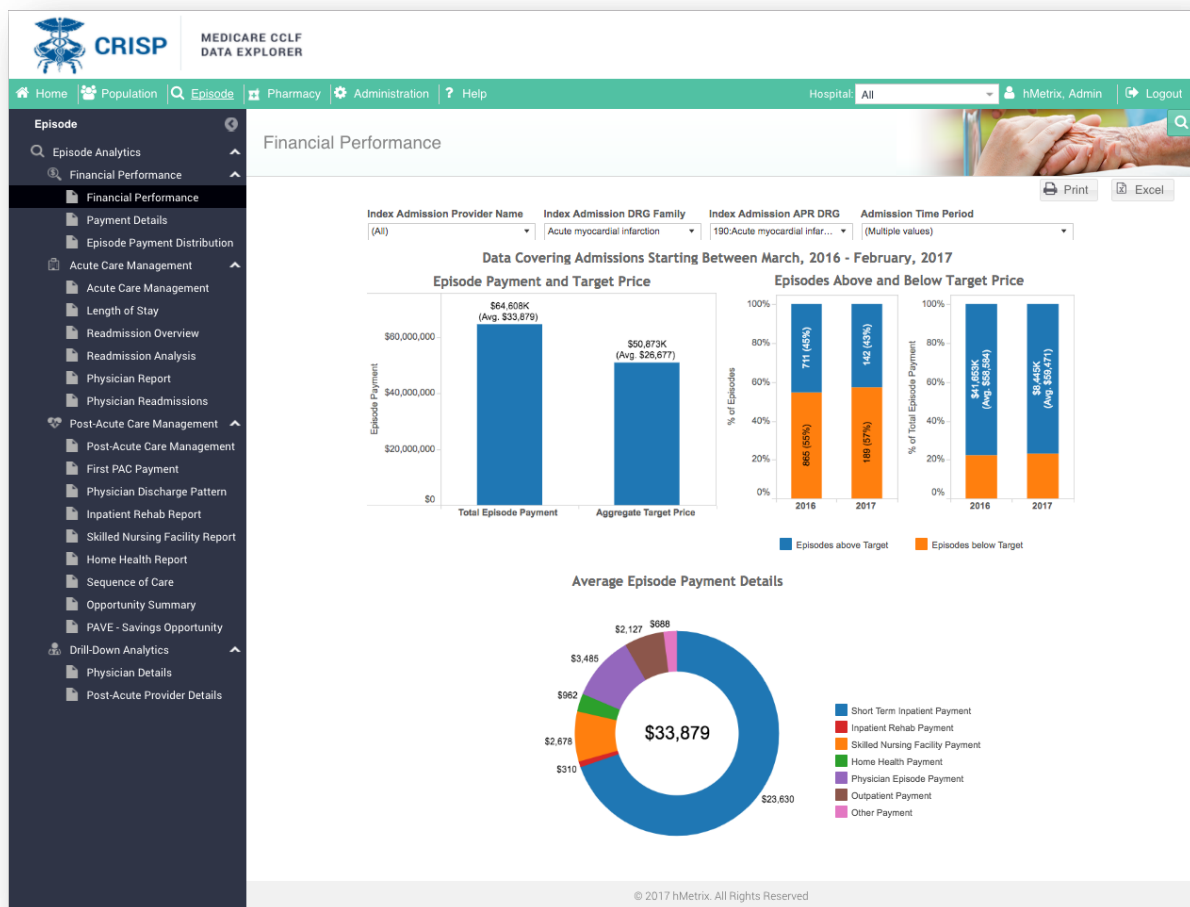 CRISP
MEDICARE CCLF
DATA EXPLORER
Home Population Episode Pharmacy Administration ? Help Hospital: All hMetrix, Admin Logout
Episode
Episode Analytics
Financial Performance
Financial Performance
Payment Details
Episode Payment Distribution
Acute Care Management
Acute Care Management
Length of Stay
Readmission Overview
Readmission Analysis
Physician Report
Physician Readmissions
Post-Acute Care Management
Post-Acute Care Management
First PAC Payment
Physician Discharge Pattern
Inpatient Rehab Report
Skilled Nursing Facility Report
Home Health Report
Sequence of Care
Opportunity Summary
PAVE - Savings Opportunity
Drill-Down Analytics
Physician Details
Post-Acute Provider Details
Financial Performance
Print Excel
Index Admission Provider Name Index Admission DRG Family Index Admission APR DRG Admission Time Period
(All) Acute myocardial infarction 190:Acute myocardial infar... (Multiple values)
Data Covering Admissions Starting Between March, 2016 - February, 2017
Episode Payment and Target Price
Episode Payment
$60,000,000
$40,000,000
$20,000,000
$0
$64,608K
(Avg. $33,879)
$50,873K
(Avg. $26,677)
Total Episode Payment Aggregate Target Price
Episodes Above and Below Target Price
% of Episodes
100%
80%
60%
40%
20%
0%
711 (45%)
865 (55%)
142 (43%)
189 (57%)
2016 2017
% of Total Episode Payment
100%
80%
60%
40%
20%
0%
$41,653K
(Avg. $58,584)
$8,445K
(Avg. $59,471)
2016 2017
Episodes above Target Episodes below Target
Average Episode Payment Details
$688
$2,127
$3,485
$962
$2,678
$310
$33,879
$23,630
Short Term Inpatient Payment
Inpatient Rehab Payment
Skilled Nursing Facility Payment
Home Health Payment
Physician Episode Payment
Outpatient Payment
Other Payment
© 2017 hMetrix. All Rights Reserved